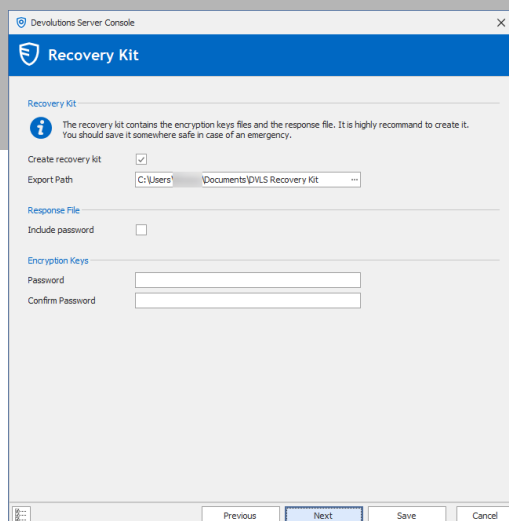 Devolutions Server Console
Recovery Kit
Recovery Kit
The recovery kit contains the encryption keys files and the response file. It is highly recommand to create it.
You should save it somewhere safe in case of an emergency.
Create recovery kit
Export Path C:\Users\ \Documents\DVLS Recovery Kit ...
Response File
Include password
Encryption Keys
Password
Confirm Password
Previous Next Save Cancel